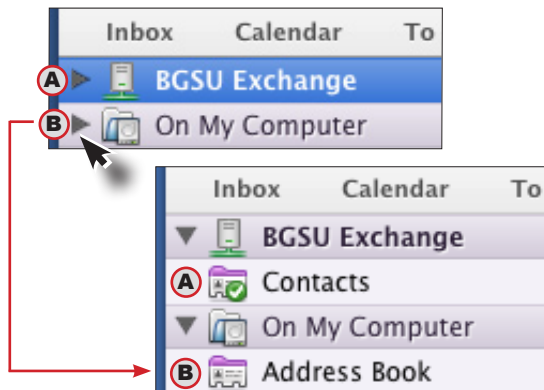 Inbox Calendar To
A BGSU Exchange
B On My Computer
Inbox Calendar To
BGSU Exchange
A Contacts
On My Computer
B Address Book